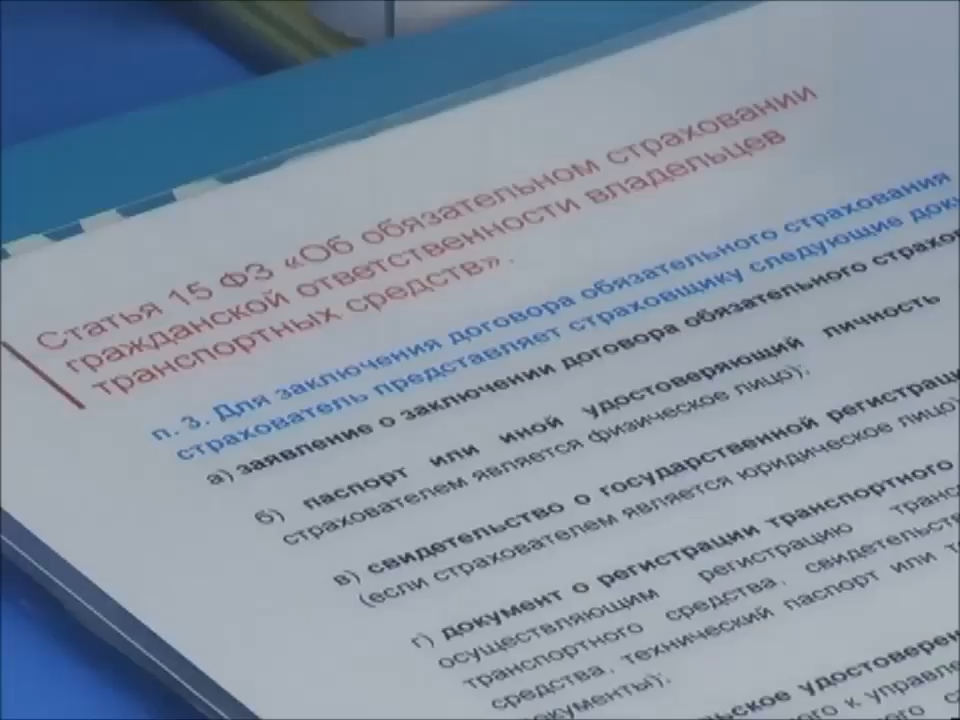 Статья 15 ФЗ «Об обязательном страховании
гражданской ответственности владельцев
транспортных средств».
п. 3. Для заключения договора обязательного страхования
страхователь представляет страховщику следующие
а) заявление о заключении договора обязательного
б) паспорт или иной удостоверяющий личность
страхователем является физическое лицо);
в) свидетельство о государственной
(если страхователем является юридическое лицо)
г) документ о регистрации транспортного
осуществляющим регистрацию
транспортного средства, свидетельство
средства, технический паспорт или
удостоверен
к